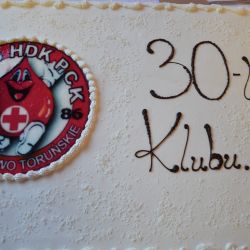 HDK PCK
86
TORUŃSKIE
30-
Klubu.